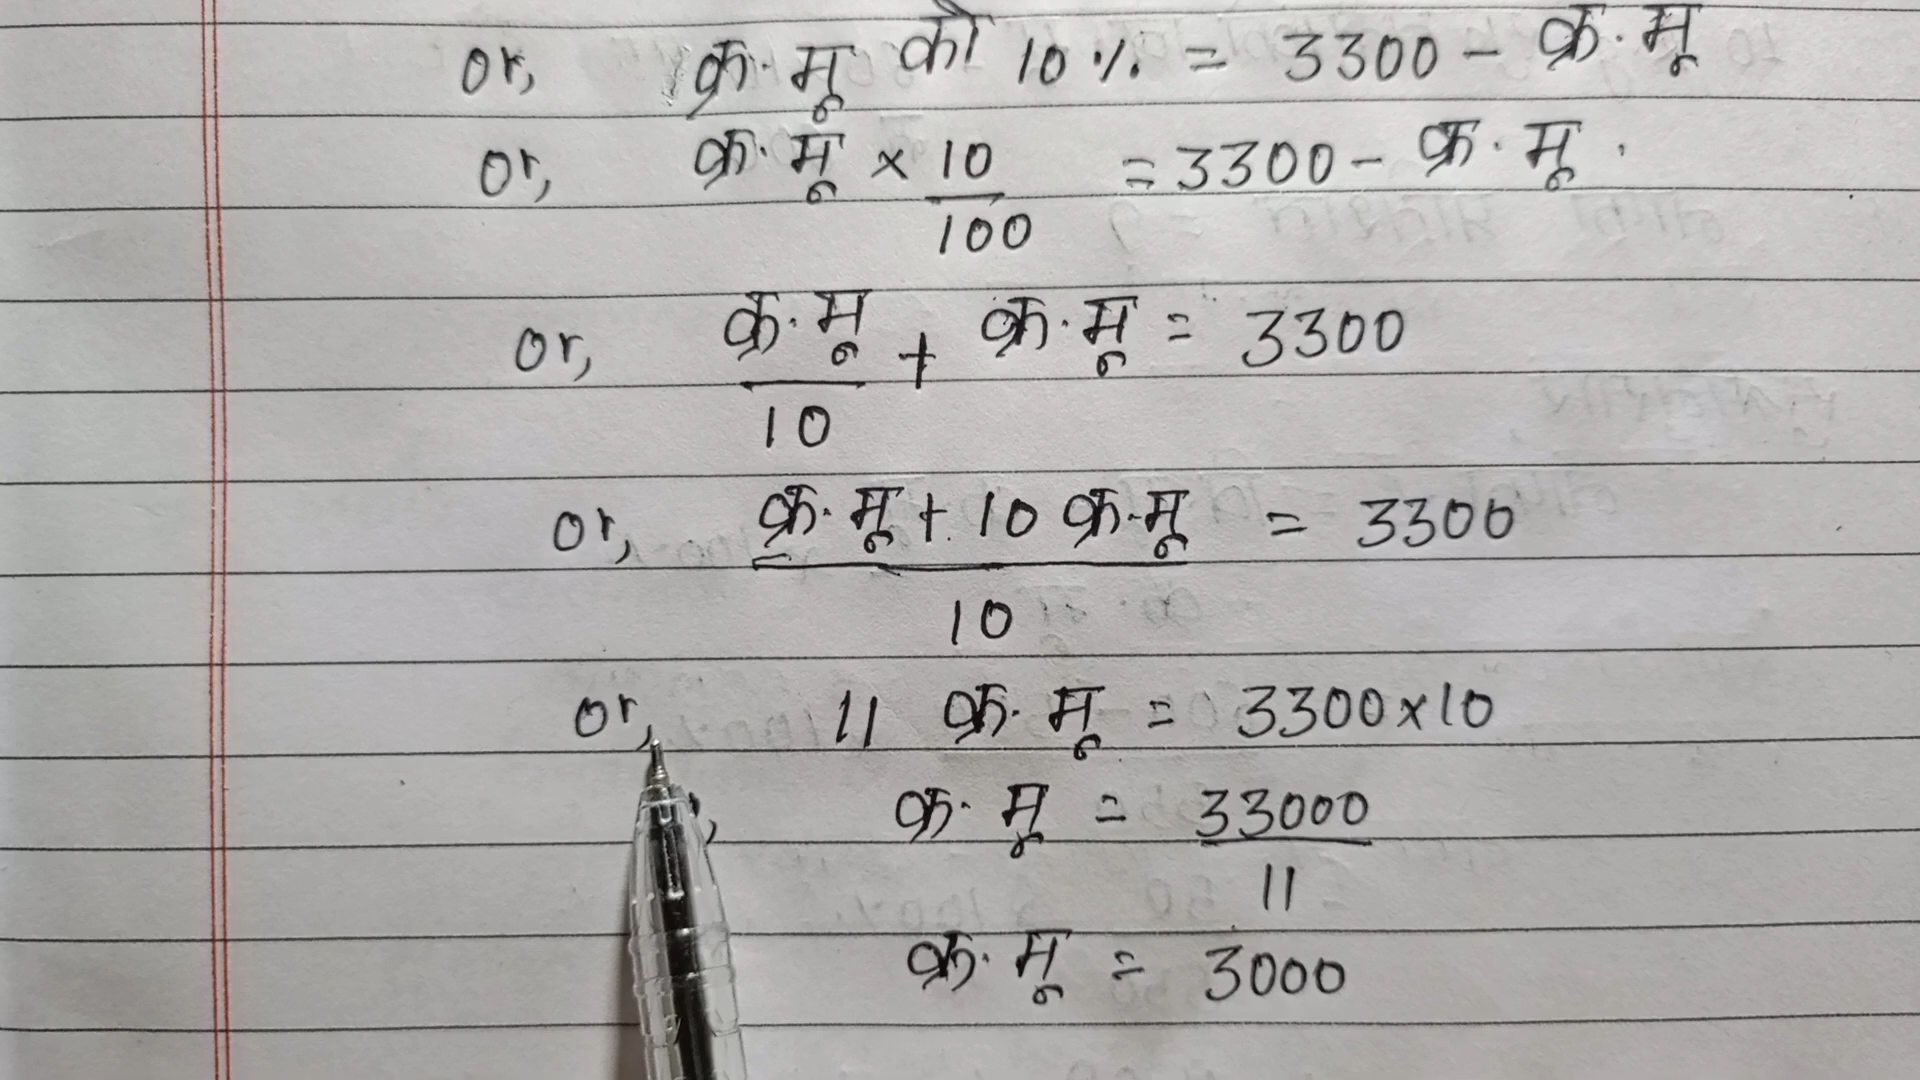 or, क्र. मू को 10% = 3300 - क्र. मू
or, क्र. मू × 10/100 = 3300 - क्र. मू.
or, क्र. मू/10 + क्र. मू = 3300
or, क्र. मू + 10 क्र. मू/10 = 3300
or, 11 क्र. मू = 3300×10
क्र. मू = 33000/11
क्र. मू = 3000